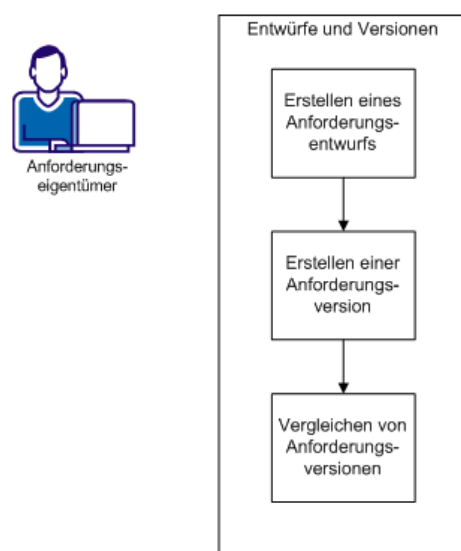 Entwürfe und Versionen
Erstellen eines
Anforderungs-
entwurfs
Anforderungs-
eigentümer
Erstellen einer
Anforderungs-
version
Vergleichen von
Anforderungs-
versionen